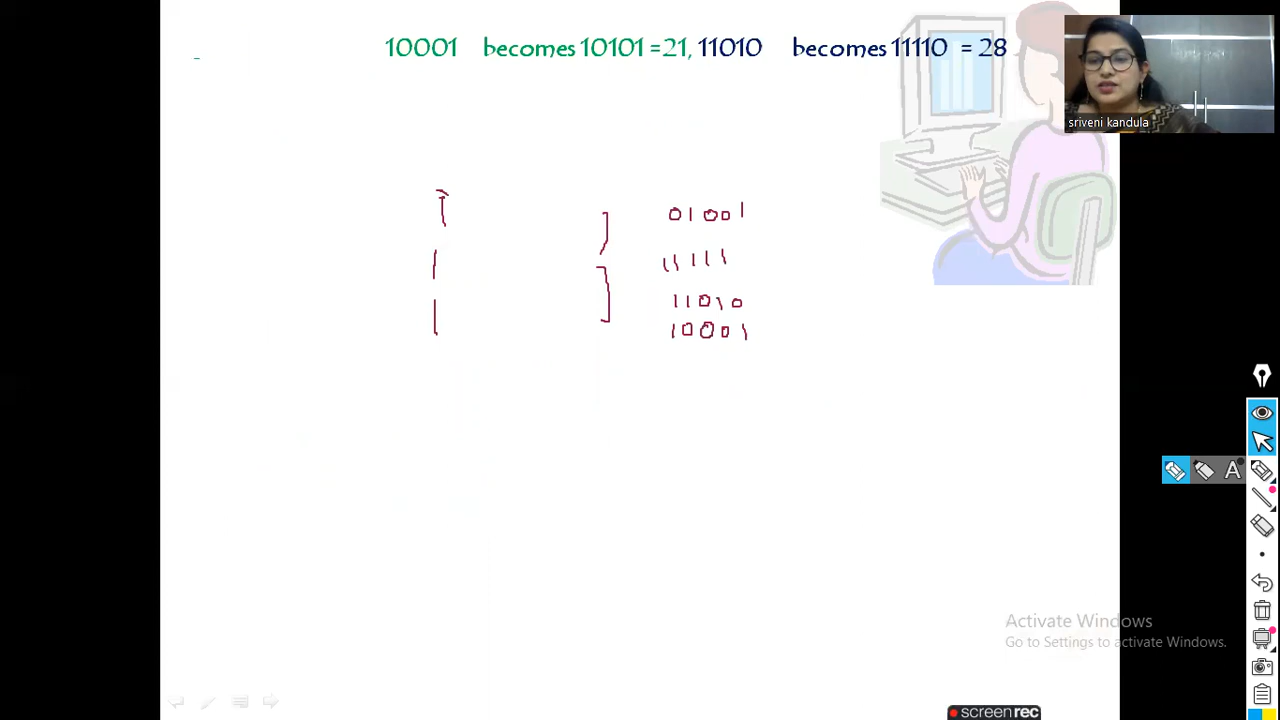 10001 becomes 10101 =21, 11010 becomes 11110 = 28
sriveni kandula
01001
11111
11010
10001
A
Activate Windows
Go to Settings to activate Windows.
screenrec